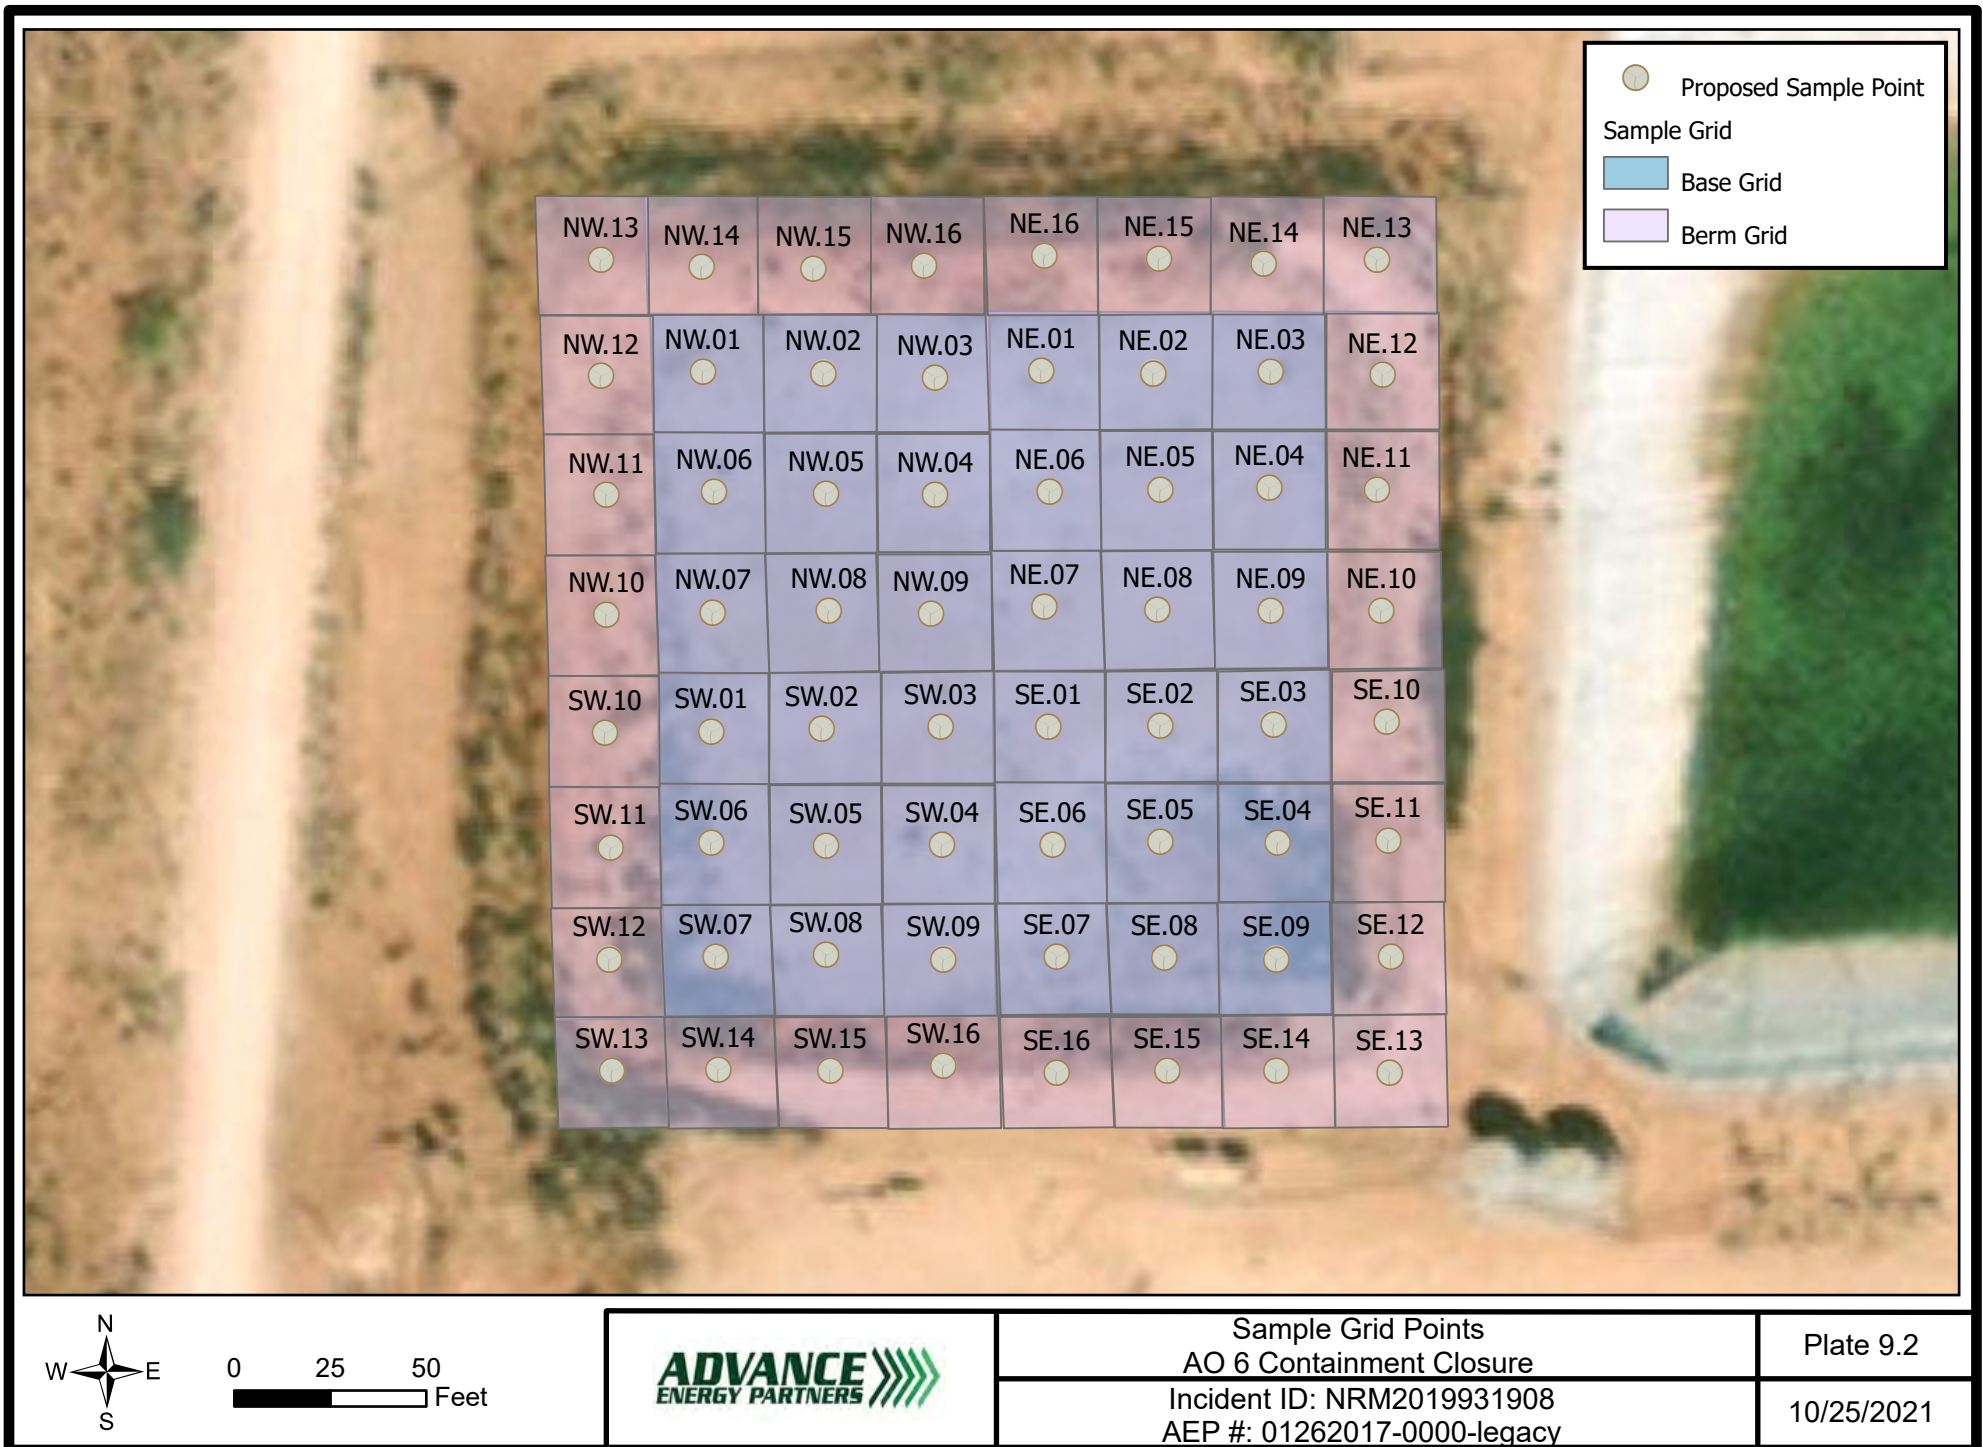 Proposed Sample Point
Sample Grid
Base Grid
Berm Grid
NW.13 NW.14 NW.15 NW.16 NE.16 NE.15 NE.14 NE.13
NW.12 NW.01 NW.02 NW.03 NE.01 NE.02 NE.03 NE.12
NW.11 NW.06 NW.05 NW.04 NE.06 NE.05 NE.04 NE.11
NW.10 NW.07 NW.08 NW.09 NE.07 NE.08 NE.09 NE.10
SW.10 SW.01 SW.02 SW.03 SE.01 SE.02 SE.03 SE.10
SW.11 SW.06 SW.05 SW.04 SE.06 SE.05 SE.04 SE.11
SW.12 SW.07 SW.08 SW.09 SE.07 SE.08 SE.09 SE.12
SW.13 SW.14 SW.15 SW.16 SE.16 SE.15 SE.14 SE.13
N
W E
S
0 25 50
Feet
ADVANCE
ENERGY PARTNERS
Sample Grid Points
AO 6 Containment Closure
Incident ID: NRM2019931908
AEP #: 01262017-0000-legacy
Plate 9.2
10/25/2021